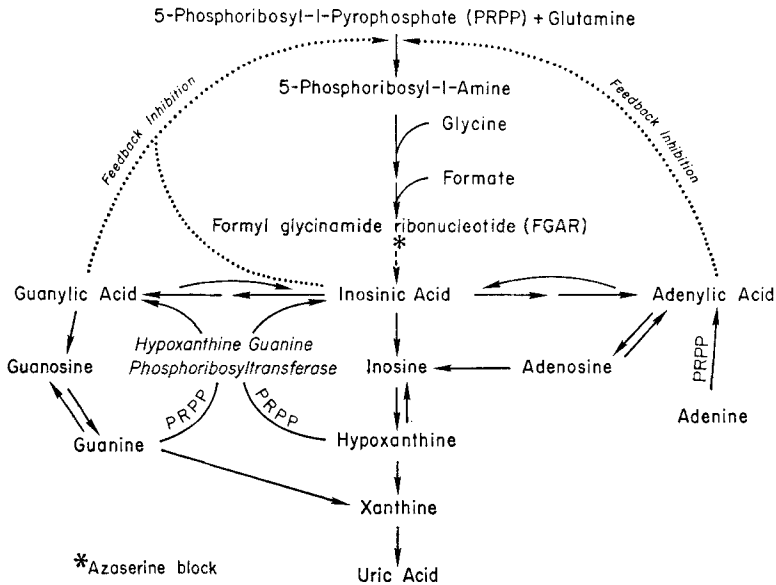 5-Phosphoribosyl-1-Pyrophosphate (PRPP) + Glutamine
Feedback Inhibition
Feedback Inhibition
5-Phosphoribosyl-1-Amine
Glycine
Formate
Formyl glycinamide ribonucleotide (FGAR)
*
Guanylic Acid
Inosinic Acid
Adenylic Acid
Hypoxanthine Guanine
Phosphoribosyltransferase
Guanosine
Inosine
Adenosine
PRPP
PRPP
PRPP
Adenine
Guanine
Hypoxanthine
Xanthine
*Azaserine block
Uric Acid